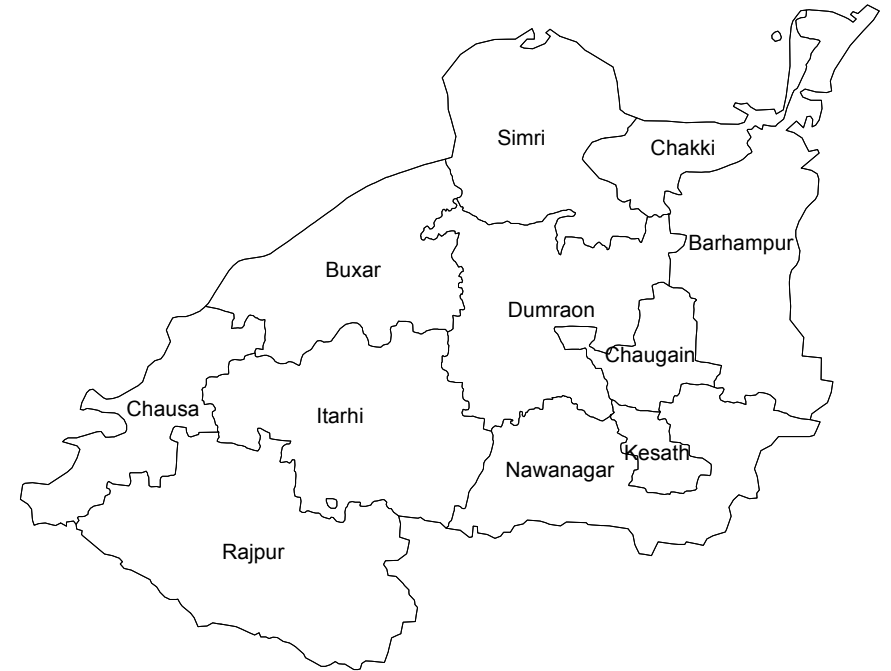 Simri
Chakki
Barhampur
Buxar
Dumraon
Chaugain
Chausa
Itarhi
Kesath
Nawanagar
Rajpur